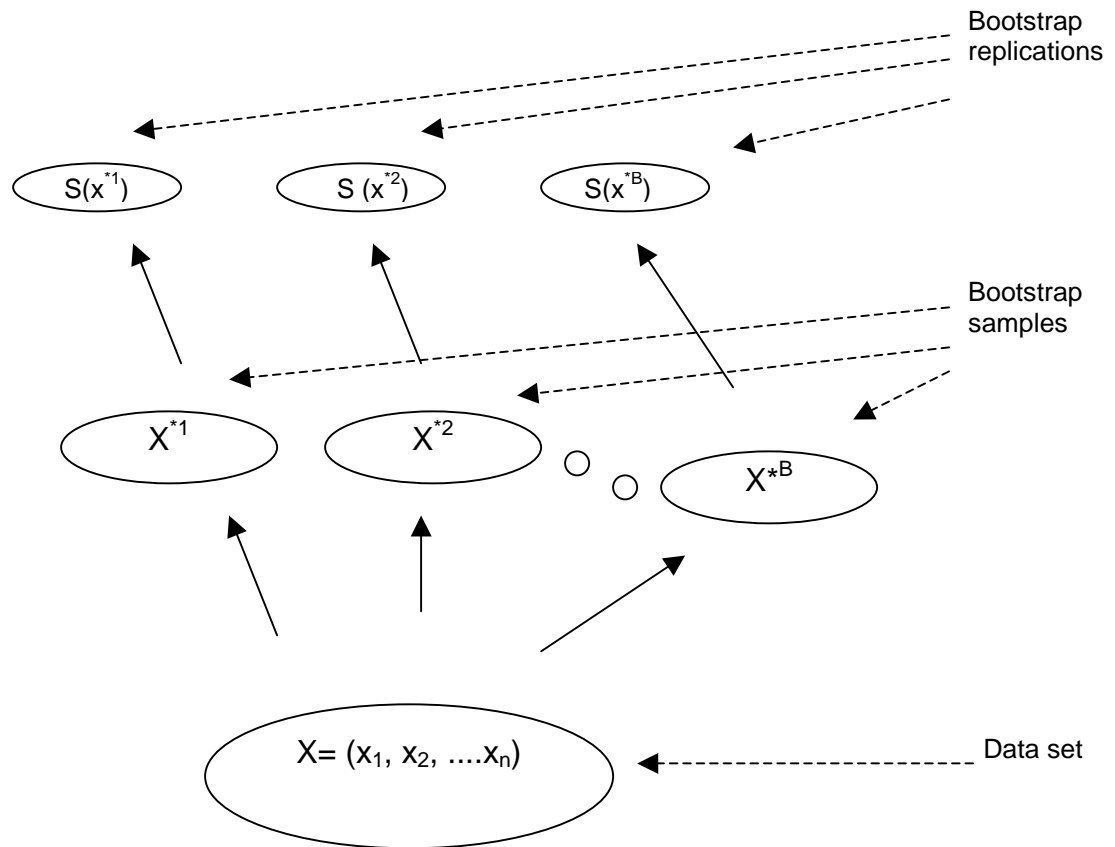 Bootstrap
replications
S(x*1)
S (x*2)
S(x*B)
Bootstrap
samples
X*1
X*2
X*B
X= (x1, x2, ....xn)
Data set